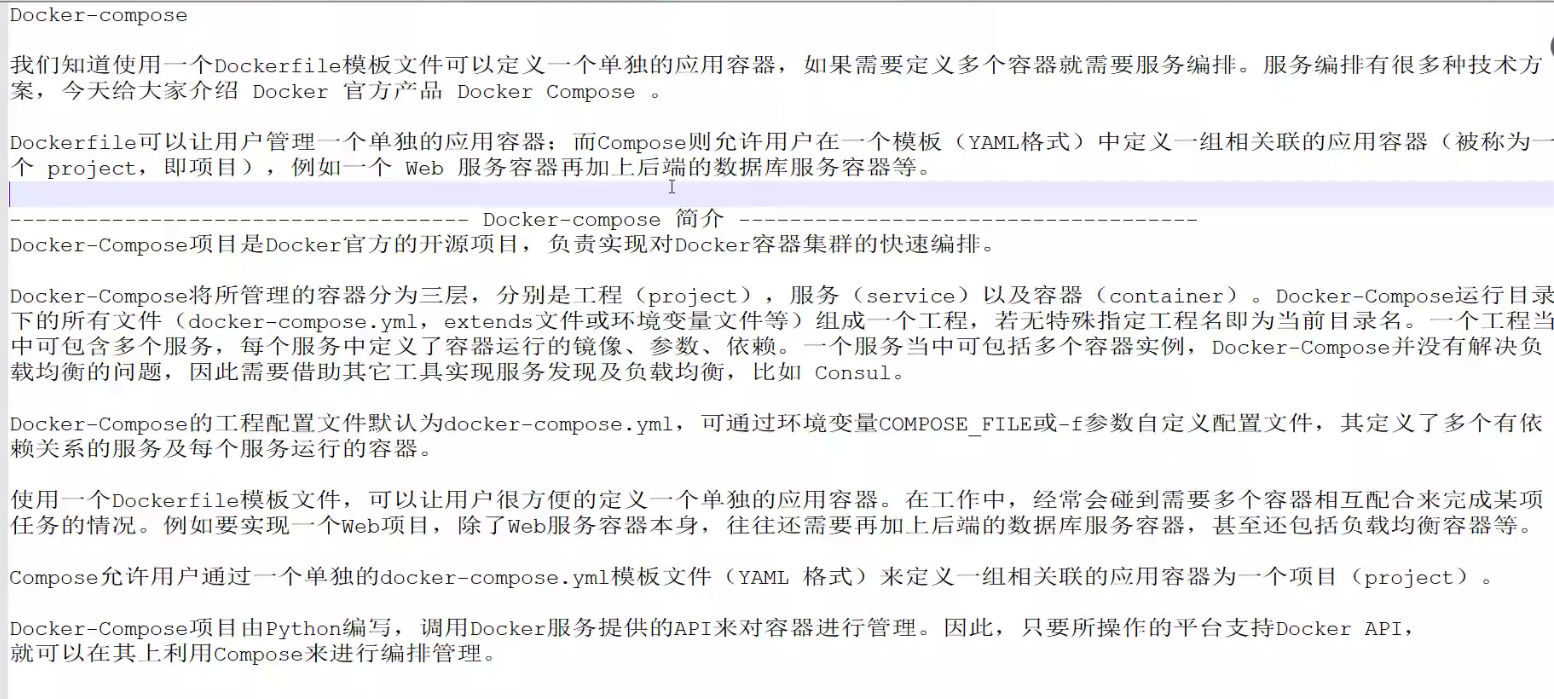 Docker-compose
我们知道使用一个Dockerfile模板文件可以定义一个单独的应用容器，如果需要定义多个容器就需要服务编排。服务编排有很多种技术方
案，今天给大家介绍 Docker 官方产品 Docker Compose 。
Dockerfile可以让用户管理一个单独的应用容器；而Compose则允许用户在一个模板（YAML格式）中定义一组相关联的应用容器（被称为一
个 project，即项目），例如一个 Web 服务容器再加上后端的数据库服务容器等。
------------------------------------ Docker-compose 简介 ------------------------------------
Docker-Compose项目是Docker官方的开源项目，负责实现对Docker容器集群的快速编排。
Docker-Compose将所管理的容器分为三层，分别是工程（project），服务（service）以及容器（container）。Docker-Compose运行目录
下的所有文件（docker-compose.yml，extends文件或环境变量文件等）组成一个工程，若无特殊指定工程名即为当前目录名。一个工程当
中可包含多个服务，每个服务中定义了容器运行的镜像、参数、依赖。一个服务当中可包括多个容器实例，Docker-Compose并没有解决负
载均衡的问题，因此需要借助其它工具实现服务发现及负载均衡，比如 Consul。
Docker-Compose的工程配置文件默认为docker-compose.yml，可通过环境变量COMPOSE_FILE或-f参数自定义配置文件，其定义了多个有依
赖关系的服务及每个服务运行的容器。
使用一个Dockerfile模板文件，可以让用户很方便的定义一个单独的应用容器。在工作中，经常会碰到需要多个容器相互配合来完成某项
任务的情况。例如要实现一个Web项目，除了Web服务容器本身，往往还需要再加上后端的数据库服务容器，甚至还包括负载均衡容器等。
Compose允许用户通过一个单独的docker-compose.yml模板文件（YAML 格式）来定义一组相关联的应用容器为一个项目（project）。
Docker-Compose项目由Python编写，调用Docker服务提供的API来对容器进行管理。因此，只要所操作的平台支持Docker API，
就可以在其上利用Compose来进行编排管理。